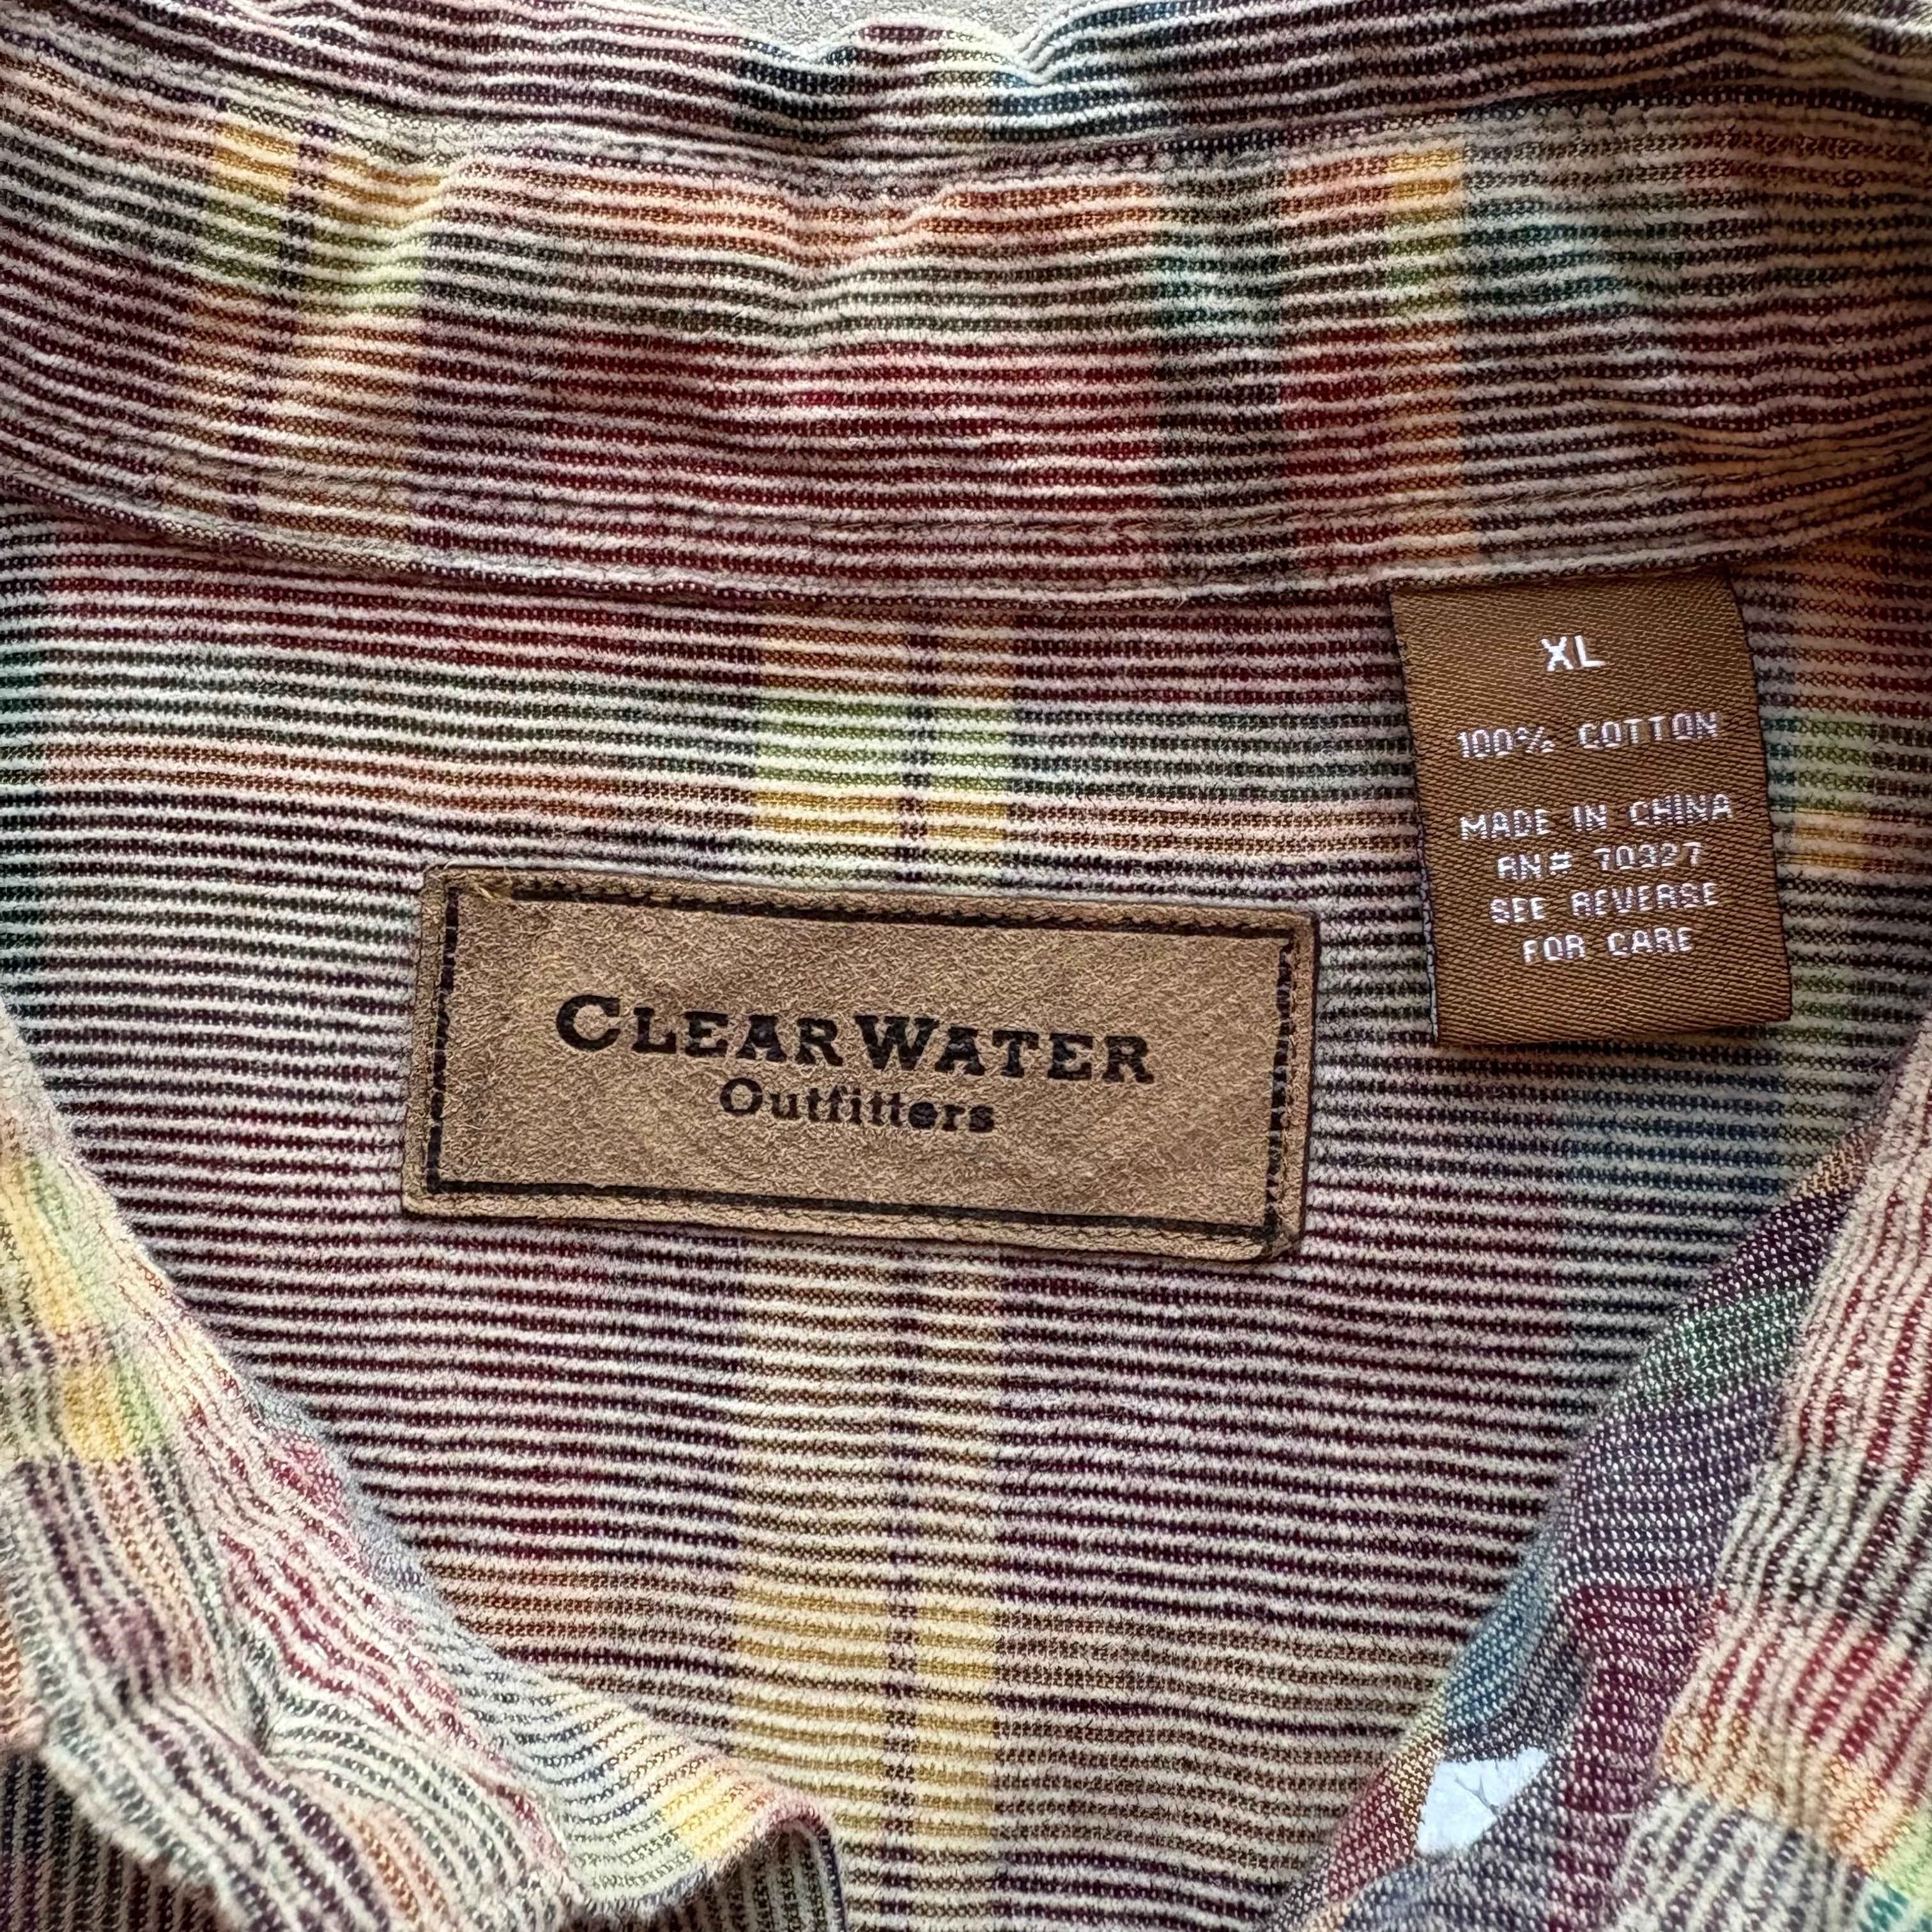 CLEARWATER
Outfitters
XL
100% COTTON
MADE IN CHINA
RN# 70327
SEE REVERSE
FOR CARE